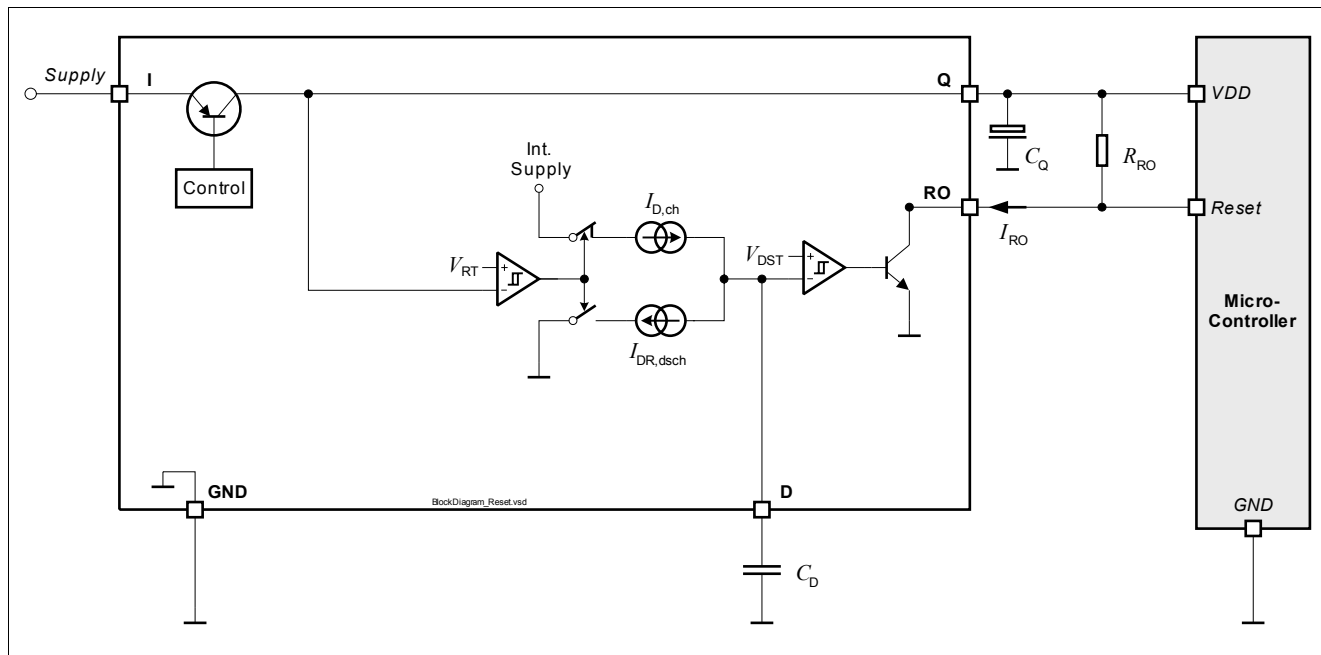 Supply
I
Q
VDD
Int.
Supply
C_Q
R_RO
Control
I_D,ch
RO
Reset
I_RO
V_RT
+
-
V_DST
+
-
Micro-
Controller
I_DR,dsch
GND
BlockDiagram_Reset.vsd
D
GND
C_D